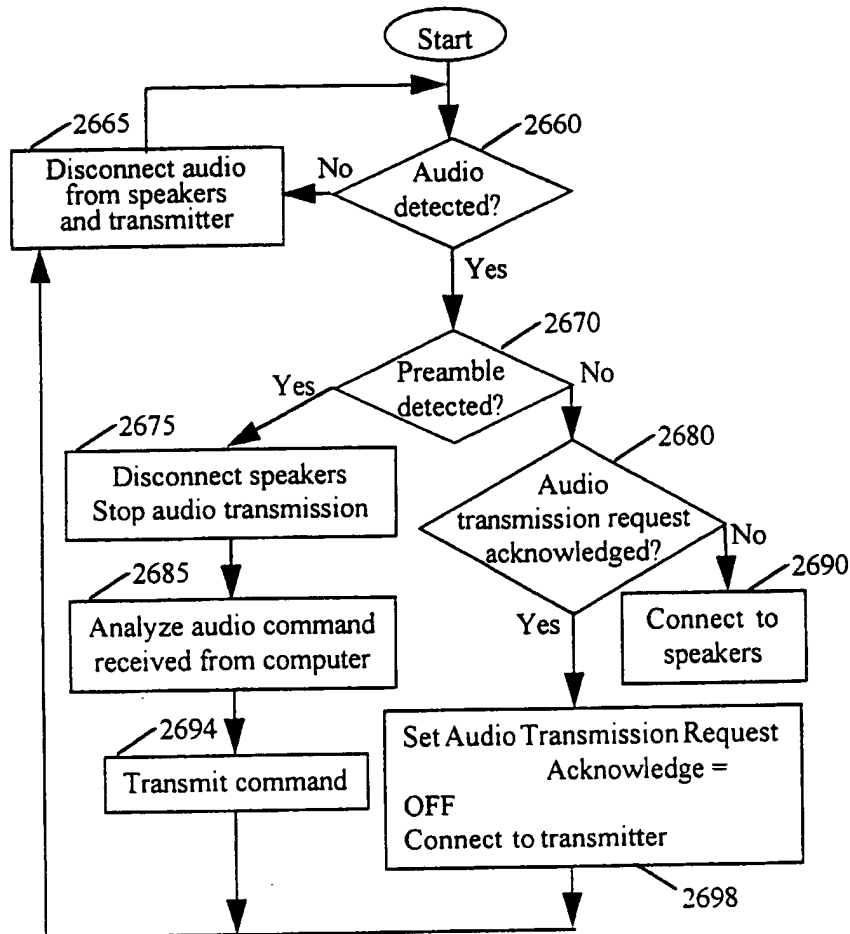 Start
2665
2660
Disconnect audio
from speakers
and transmitter
No
Audio
detected?
Yes
2670
Yes
Preamble
detected?
No
2675
Disconnect speakers
Stop audio transmission
2680
Audio
transmission request
acknowledged?
No
2685
Analyze audio command
received from computer
2690
Connect to
speakers
Yes
2694
Transmit command
Set Audio Transmission Request
Acknowledge =
OFF
Connect to transmitter
2698